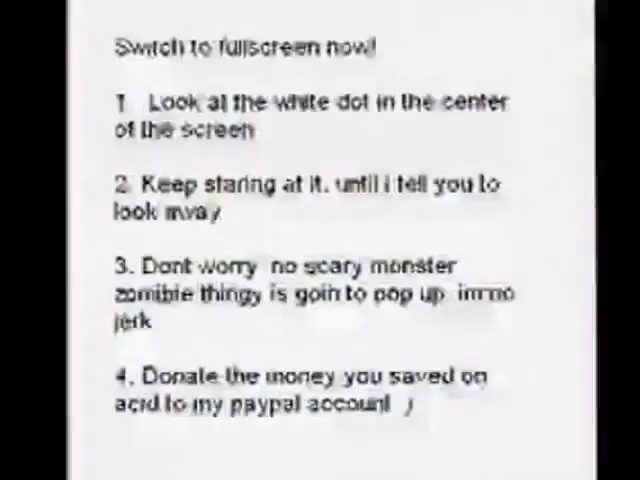 Switch to fullscreen now!
1. Look at the white dot in the center
of the screen
2. Keep staring at it, until i tell you to
look away
3. Dont worry no scary monster
zombie thingy is goin to pop up im no
jerk
4. Donate the money you saved on
acid to my paypal account ;)